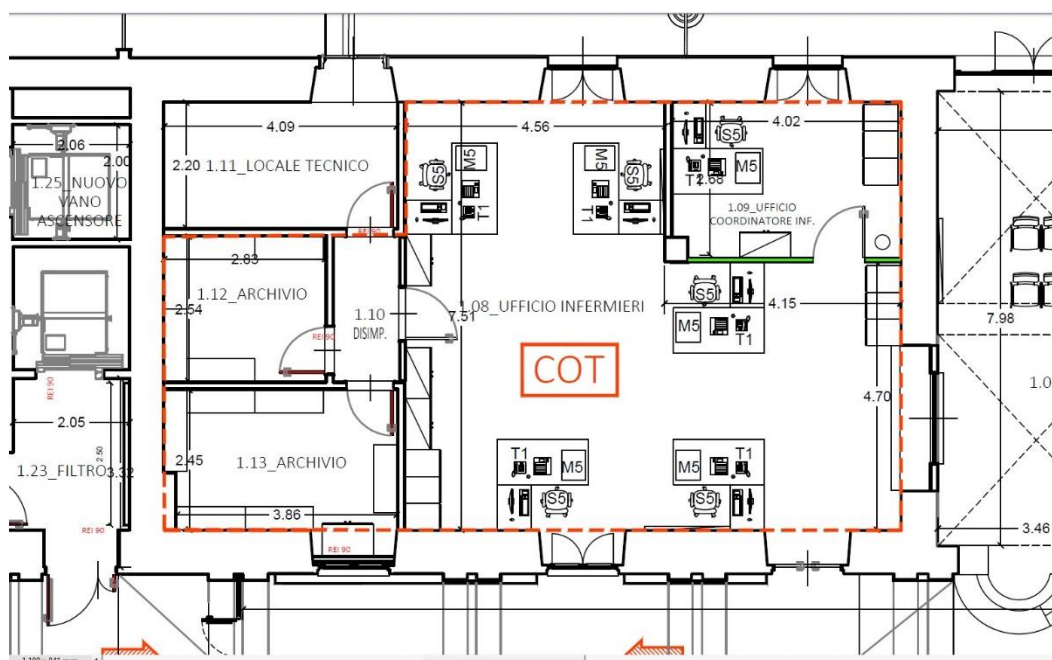 4.09
4.56
4.02
2.06
2.00
2.20
1.11_LOCALE TECNICO
S5
M5
T1
M5
S5
T1
S5
T1
M5
2.68
1.25_NUOVO
VANO
ASCENSORE
1.09_UFFICIO
COORDINATORE INF.
REI 90
2.83
2.54
1.12_ARCHIVIO
1.10
DISIMP.
REI 90
1.08_UFFICIO INFERMIERI
7.51
S5
4.15
M5
T1
7.98
COT
REI 90
2.05
2.50
3.32
1.23_FILTRO
REI 90
2.45
1.13_ARCHIVIO
3.86
REI 90
4.70
T1
M5
S5
M5
T1
S5
1.0
3.46